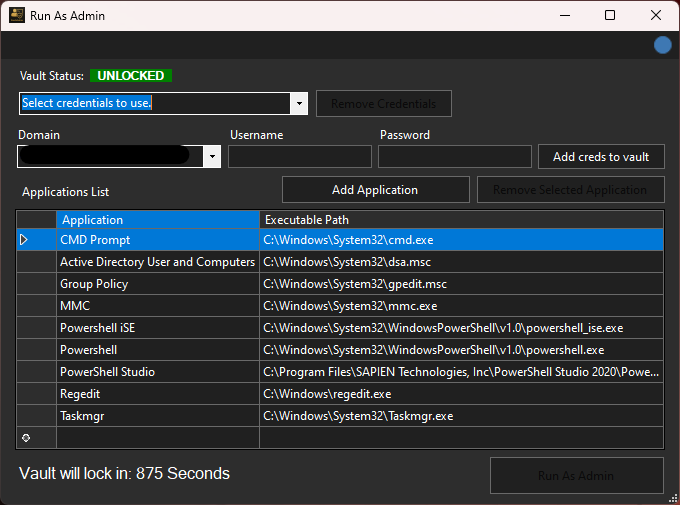 Run As Admin
Vault Status: UNLOCKED
Select credentials to use. Remove Credentials
Domain Username Password
Add creds to vault
Applications List Add Application Remove Selected Application
Application Executable Path
CMD Prompt C:\Windows\System32\cmd.exe
Active Directory User and Computers C:\Windows\System32\dsa.msc
Group Policy C:\Windows\System32\gpedit.msc
MMC C:\Windows\System32\mmc.exe
Powershell iSE C:\Windows\System32\WindowsPowerShell\v1.0\powershell_ise.exe
Powershell C:\Windows\System32\WindowsPowerShell\v1.0\powershell.exe
PowerShell Studio C:\Program Files\SAPIEN Technologies, Inc\PowerShell Studio 2020\Powe...
Regedit C:\Windows\regedit.exe
Taskmgr C:\Windows\System32\Taskmgr.exe
Vault will lock in: 875 Seconds Run As Admin